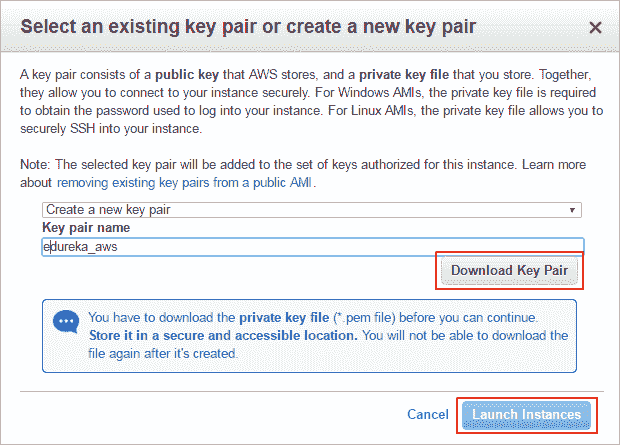 Select an existing key pair or create a new key pair
A key pair consists of a public key that AWS stores, and a private key file that you store. Together,
they allow you to connect to your instance securely. For Windows AMIs, the private key file is required
to obtain the password used to log into your instance. For Linux AMIs, the private key file allows you to
securely SSH into your instance.
Note: The selected key pair will be added to the set of keys authorized for this instance. Learn more
about removing existing key pairs from a public AMI.
Create a new key pair
Key pair name
edureka_aws
Download Key Pair
You have to download the private key file (*.pem file) before you can continue.
Store it in a secure and accessible location. You will not be able to download the
file again after it's created.
Cancel Launch Instances